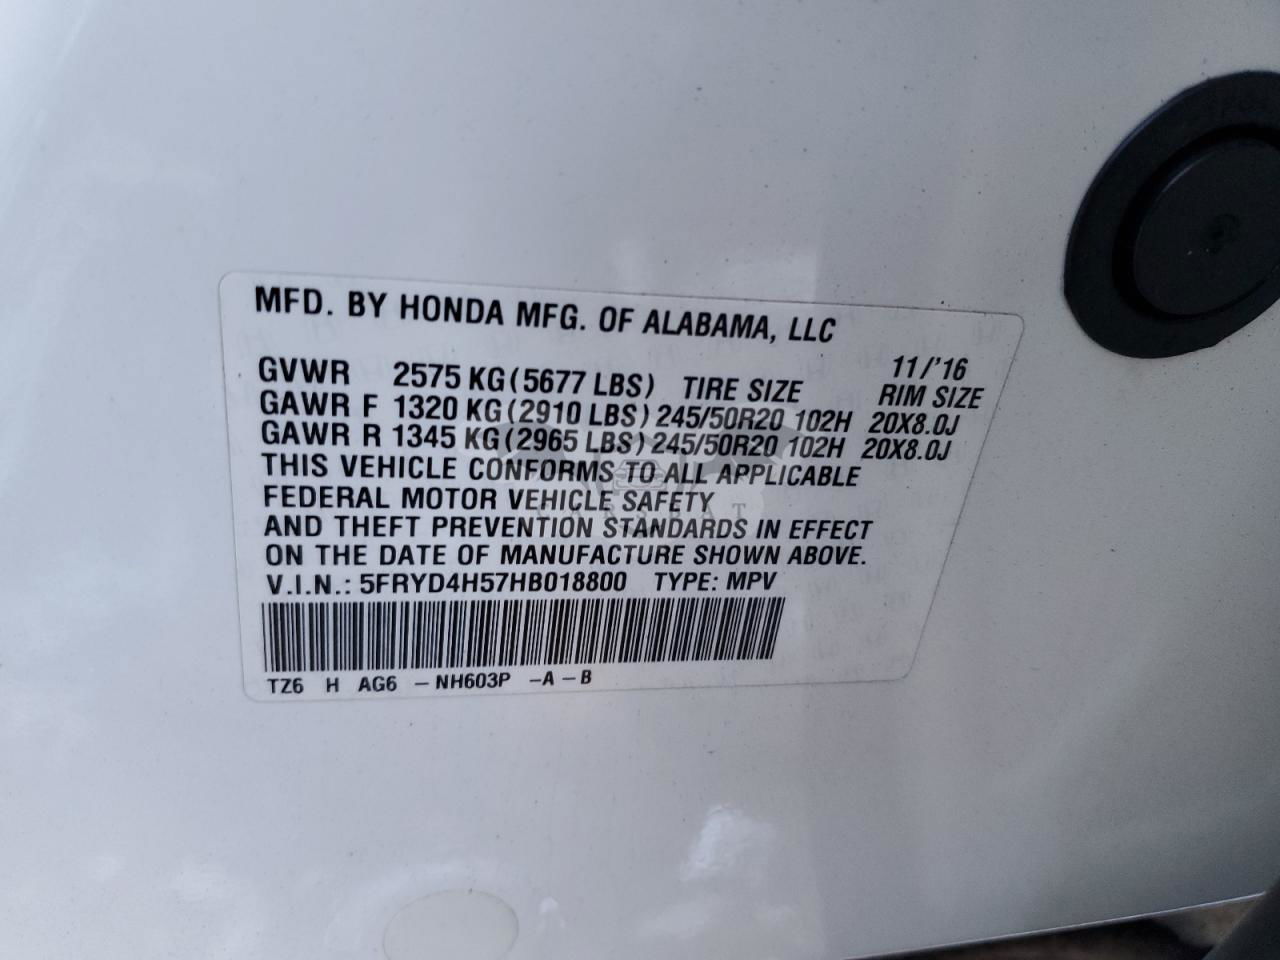 MFD. BY HONDA MFG. OF ALABAMA, LLC
11/'16
GVWR 2575 KG(5677 LBS) TIRE SIZE RIM SIZE
GAWR F 1320 KG(2910 LBS) 245/50R20 102H 20X8.0J
GAWR R 1345 KG(2965 LBS) 245/50R20 102H 20X8.0J
THIS VEHICLE CONFORMS TO ALL APPLICABLE
FEDERAL MOTOR VEHICLE SAFETY
AND THEFT PREVENTION STANDARDS IN EFFECT
ON THE DATE OF MANUFACTURE SHOWN ABOVE.
V.I.N.: 5FRYD4H57HB018800 TYPE: MPV
TZ6 H AG6 -NH603P -A-B